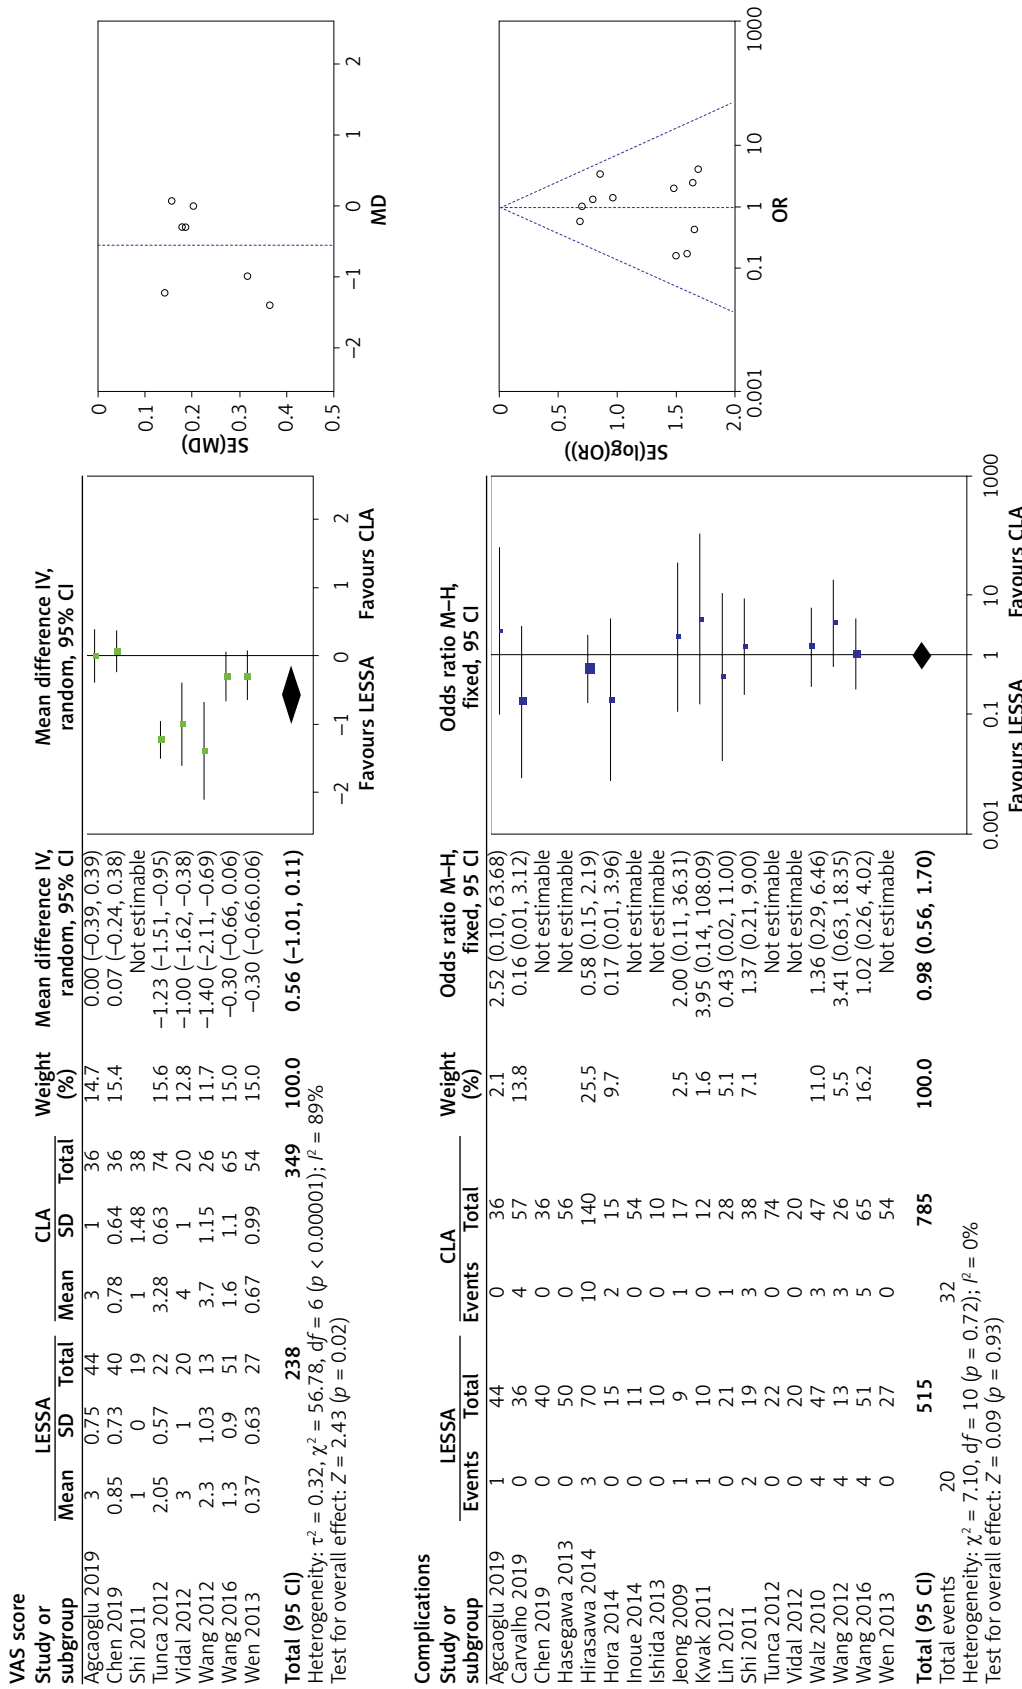 VAS score
Study or subgroup LESSA CLA Weight (%) Mean difference IV, random, 95% CI Mean difference IV, random, 95% CI
Mean SD Total Mean SD Total
Agcaoglu 2019 3 0.75 44 3 1 36 14.7 0.00 (−0.39, 0.39)
Chen 2019 0.85 0.73 40 0.78 0.64 36 15.4 0.07 (−0.24, 0.38)
Shi 2011 1 0 19 1 1.48 38 Not estimable
Tunca 2012 2.05 0.57 22 3.28 0.63 74 15.6 −1.23 (−1.51, −0.95)
Vidal 2012 3 1 20 4 1 20 12.8 −1.00 (−1.62, −0.38)
Wang 2012 2.3 1.03 13 3.7 1.15 26 11.7 −1.40 (−2.11, −0.69)
Wang 2016 1.3 0.9 51 1.6 1.1 65 15.0 −0.30 (−0.66, 0.06)
Wen 2013 0.37 0.63 27 0.67 0.99 54 15.0 −0.30 (−0.66.0.06)
Total (95 CI) 238 349 100.0 0.56 (−1.01, 0.11)
Heterogeneity: τ² = 0.32, χ² = 56.78, df = 6 (p < 0.00001); I² = 89%
Test for overall effect: Z = 2.43 (p = 0.02)
−2 −1 0 1 2
Favours LESSA Favours CLA
SE(MD)
0
0.1
0.2
0.3
0.4
0.5
−2 −1 0 1 2
MD
Complications
Study or subgroup LESSA CLA Weight (%) Odds ratio M–H, fixed, 95 CI Odds ratio M–H, fixed, 95 CI
Events Total Events Total
Agcaoglu 2019 1 44 0 36 2.1 2.52 (0.10, 63.68)
Carvalho 2019 0 36 4 57 13.8 0.16 (0.01, 3.12)
Chen 2019 0 40 0 36 Not estimable
Hasegawa 2013 0 50 0 56 Not estimable
Hirasawa 2014 3 70 10 140 25.5 0.58 (0.15, 2.19)
Hora 2014 0 15 2 15 9.7 0.17 (0.01, 3.96)
Inoue 2014 0 11 0 54 Not estimable
Ishida 2013 0 10 0 10 Not estimable
Jeong 2009 1 9 1 17 2.5 2.00 (0.11, 36.31)
Kwak 2011 1 10 0 12 1.6 3.95 (0.14, 108.09)
Lin 2012 0 21 1 28 5.1 0.43 (0.02, 11.00)
Shi 2011 2 19 3 38 7.1 1.37 (0.21, 9.00)
Tunca 2012 0 22 0 74 Not estimable
Vidal 2012 0 20 0 20 Not estimable
Walz 2010 4 47 3 47 11.0 1.36 (0.29, 6.46)
Wang 2012 4 13 3 26 5.5 3.41 (0.63, 18.35)
Wang 2016 4 51 5 65 16.2 1.02 (0.26, 4.02)
Wen 2013 0 27 0 54 Not estimable
Total (95 CI) 515 785 100.0 0.98 (0.56, 1.70)
Total events 20 32
Heterogeneity: χ² = 7.10, df = 10 (p = 0.72); I² = 0%
Test for overall effect: Z = 0.09 (p = 0.93)
0.001 0.1 1 10 1000
Favours LESSA Favours CLA
SE(log(OR))
0
0.5
1.0
1.5
2.0
0.001 0.1 1 10 1000
OR